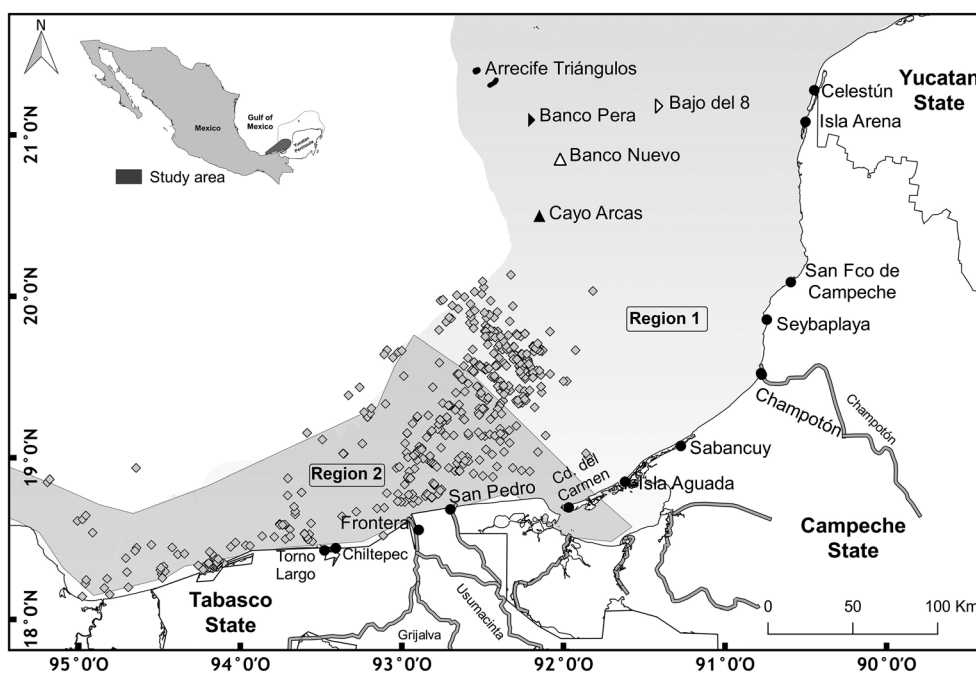 N
Mexico
Gulf of
Mexico
Yucatan
Peninsula
Study area
Arrecife Triángulos
Banco Pera
Bajo del 8
Banco Nuevo
Cayo Arcas
Yucatan
State
Celestún
Isla Arena
San Fco de
Campeche
Seybaplaya
Champotón
Champotón
Region 1
Region 2
Sabancuy
Isla Aguada
Cd. del
Carmen
San Pedro
Frontera
Chiltepec
Torno
Largo
Tabasco
State
Campeche
State
Grijalva
Usumacinta
0 50 100 Km
21°0'N
20°0'N
19°0'N
18°0'N
95°0'O 94°0'O 93°0'O 92°0'O 91°0'O 90°0'O